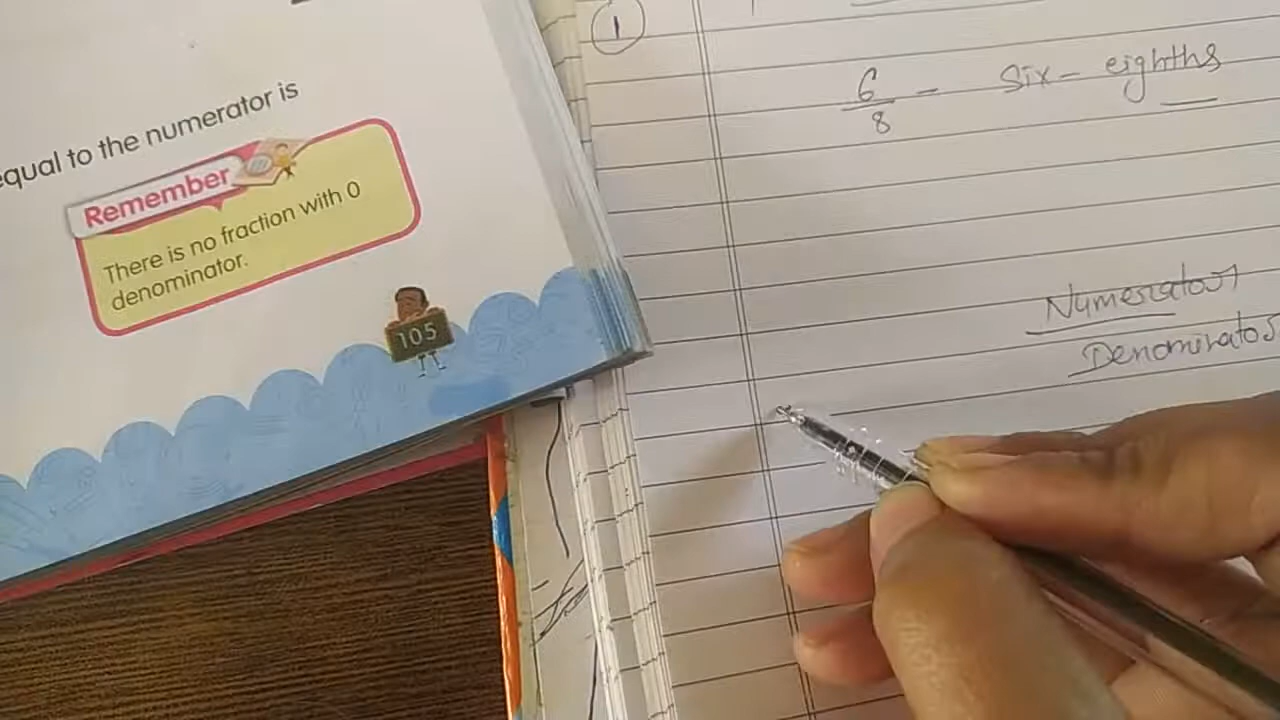 equal to the numerator is
Remember
There is no fraction with 0
denominator.
105
1
6/8 - Six - eighths
Numerator
Denominator